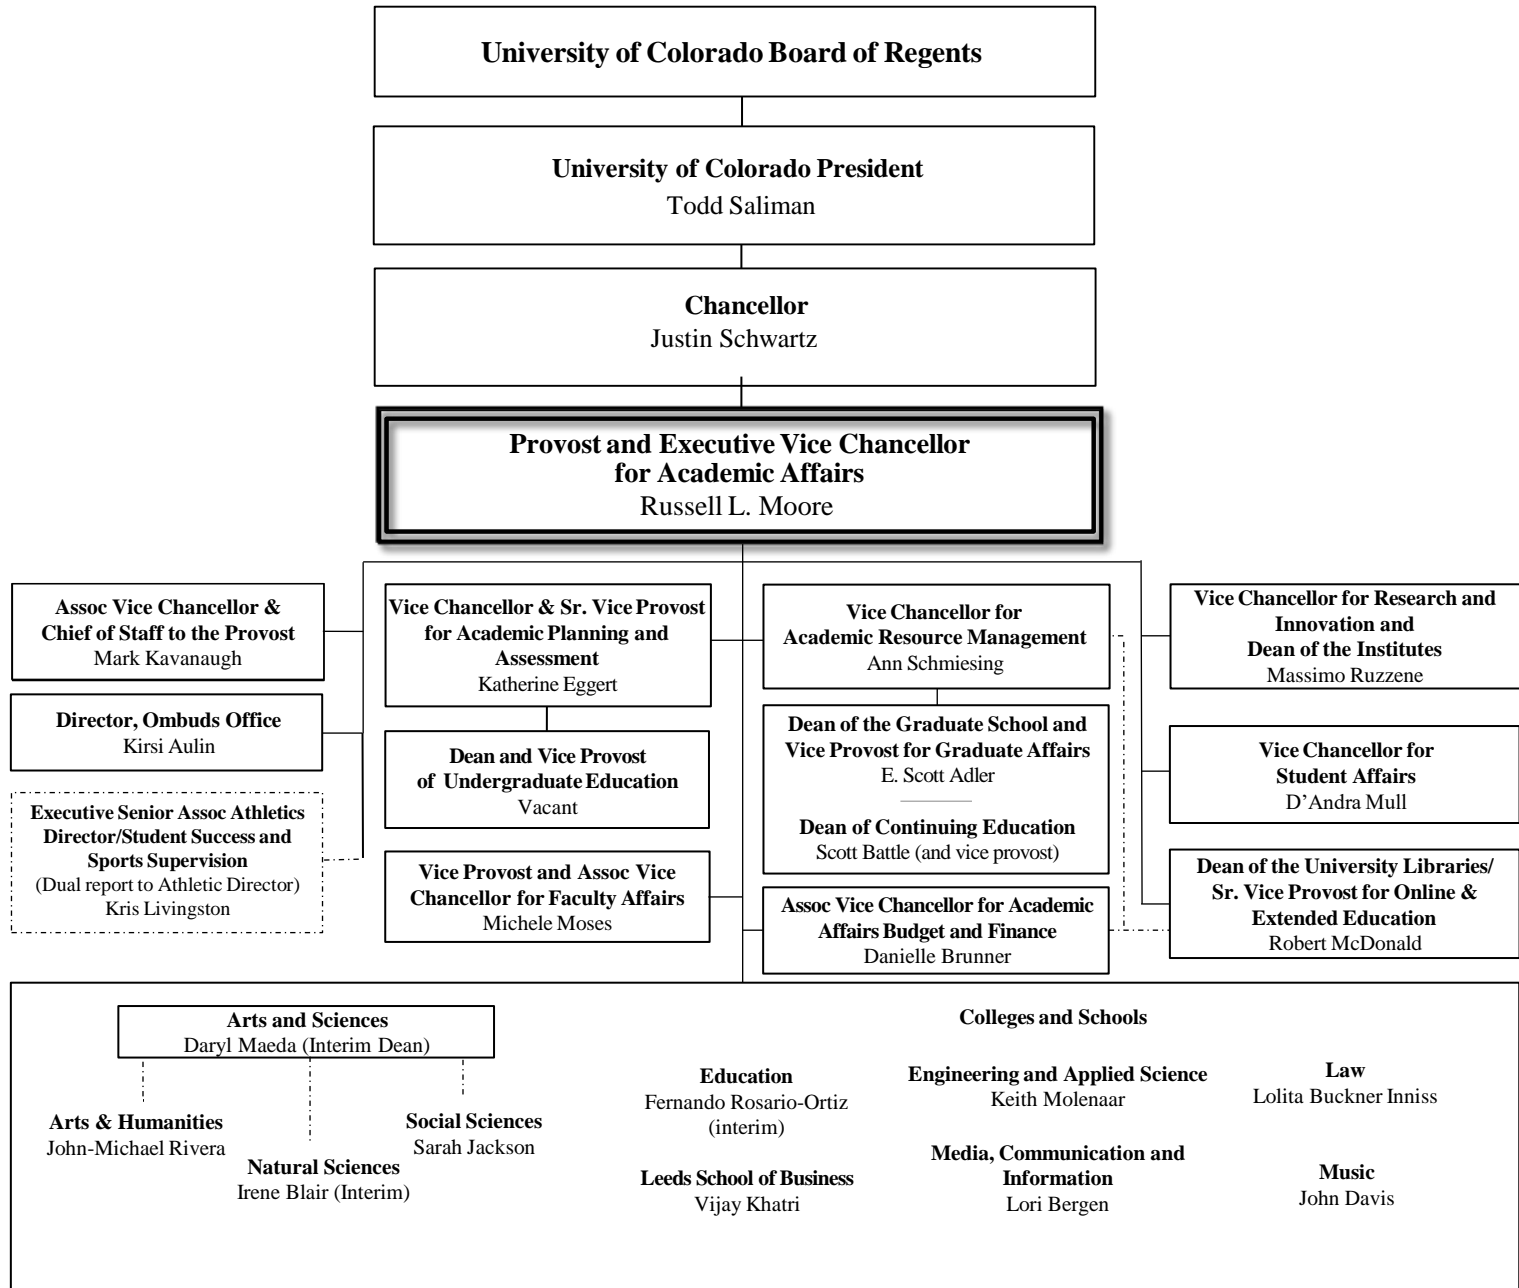 University of Colorado Board of Regents
University of Colorado President
Todd Saliman
Chancellor
Justin Schwartz
Provost and Executive Vice Chancellor
for Academic Affairs
Russell L. Moore
Assoc Vice Chancellor &
Chief of Staff to the Provost
Mark Kavanaugh
Director, Ombuds Office
Kirsi Aulin
Executive Senior Assoc Athletics
Director/Student Success and
Sports Supervision
(Dual report to Athletic Director)
Kris Livingston
Vice Chancellor & Sr. Vice Provost
for Academic Planning and
Assessment
Katherine Eggert
Dean and Vice Provost
of Undergraduate Education
Vacant
Vice Provost and Assoc Vice
Chancellor for Faculty Affairs
Michele Moses
Vice Chancellor for
Academic Resource Management
Ann Schmiesing
Dean of the Graduate School and
Vice Provost for Graduate Affairs
E. Scott Adler
Dean of Continuing Education
Scott Battle (and vice provost)
Assoc Vice Chancellor for Academic
Affairs Budget and Finance
Danielle Brunner
Vice Chancellor for Research and
Innovation and
Dean of the Institutes
Massimo Ruzzene
Vice Chancellor for
Student Affairs
D’Andra Mull
Dean of the University Libraries/
Sr. Vice Provost for Online &
Extended Education
Robert McDonald
Arts and Sciences
Daryl Maeda (Interim Dean)
Arts & Humanities
John-Michael Rivera
Natural Sciences
Irene Blair (Interim)
Social Sciences
Sarah Jackson
Colleges and Schools
Education
Fernando Rosario-Ortiz
(interim)
Engineering and Applied Science
Keith Molenaar
Law
Lolita Buckner Inniss
Leeds School of Business
Vijay Khatri
Media, Communication and
Information
Lori Bergen
Music
John Davis